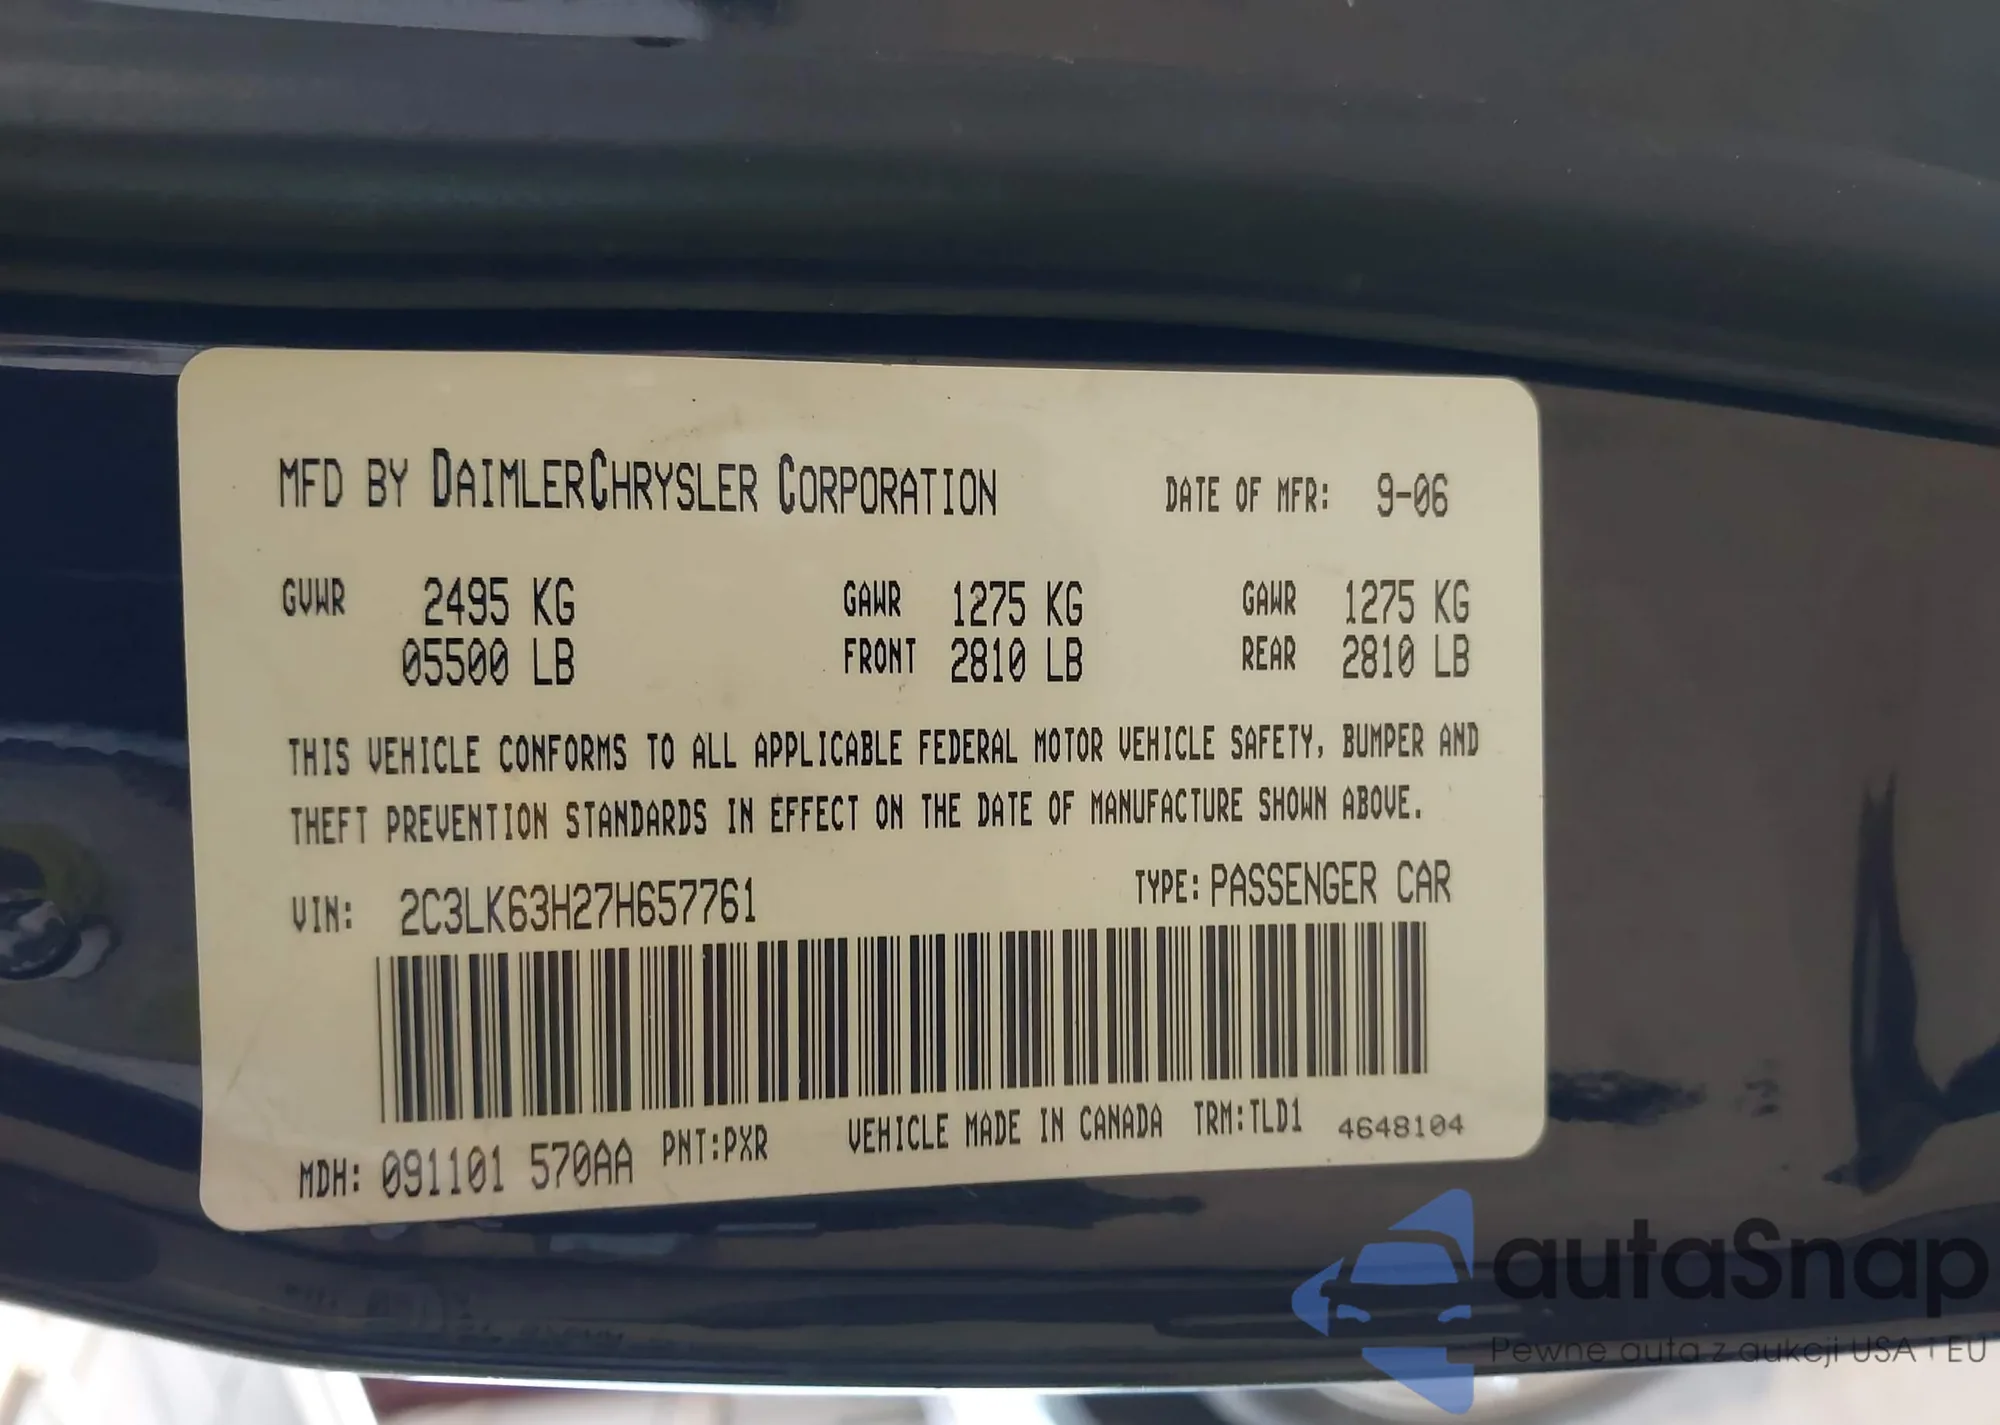 MFD BY DAIMLERCHRYSLER CORPORATION DATE OF MFR: 9-06
GVWR 2495 KG GAWR 1275 KG GAWR 1275 KG
05500 LB FRONT 2810 LB REAR 2810 LB
THIS VEHICLE CONFORMS TO ALL APPLICABLE FEDERAL MOTOR VEHICLE SAFETY, BUMPER AND
THEFT PREVENTION STANDARDS IN EFFECT ON THE DATE OF MANUFACTURE SHOWN ABOVE.
VIN: 2C3LK63H27H657761 TYPE: PASSENGER CAR
MDH: 091101 570AA PNT:PXR VEHICLE MADE IN CANADA TRM:TLD1 4648104
autaSnap
Pewne auta z aukcji USA i EU